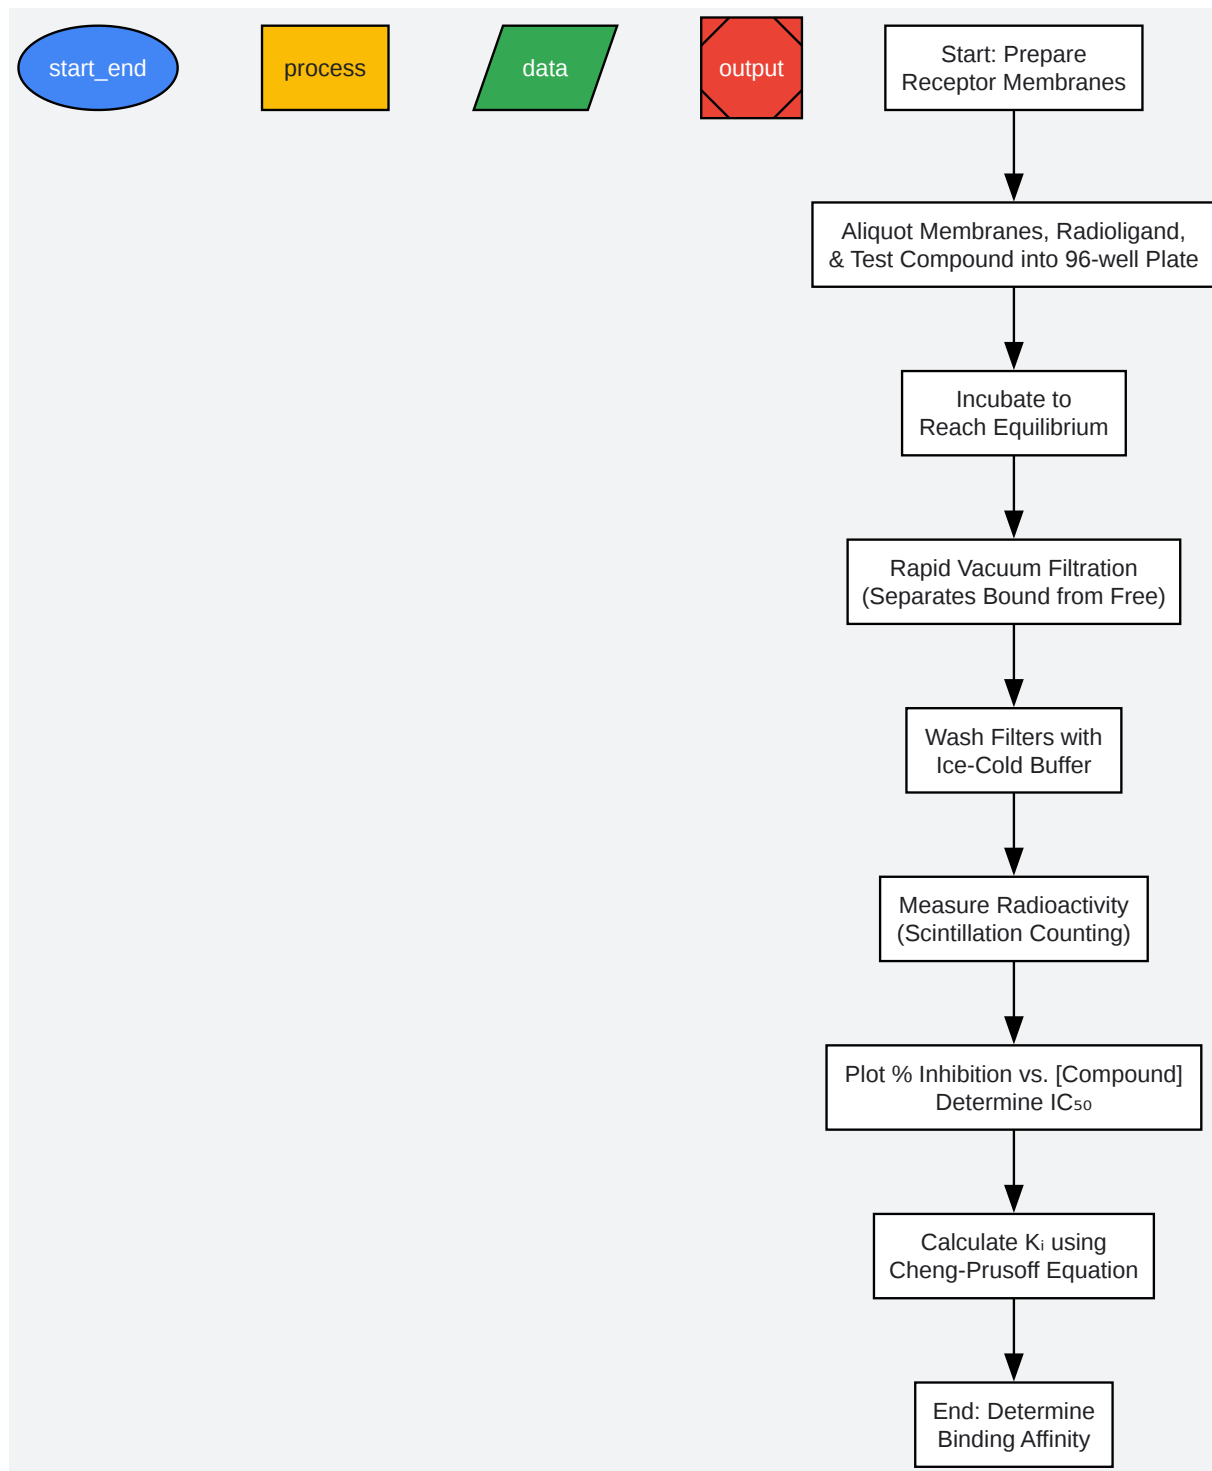 start_end
process
data
output
Start: Prepare
Receptor Membranes
Aliquot Membranes, Radioligand,
& Test Compound into 96-well Plate
Incubate to
Reach Equilibrium
Rapid Vacuum Filtration
(Separates Bound from Free)
Wash Filters with
Ice-Cold Buffer
Measure Radioactivity
(Scintillation Counting)
Plot % Inhibition vs. [Compound]
Determine IC₅₀
Calculate Kᵢ using
Cheng-Prusoff Equation
End: Determine
Binding Affinity